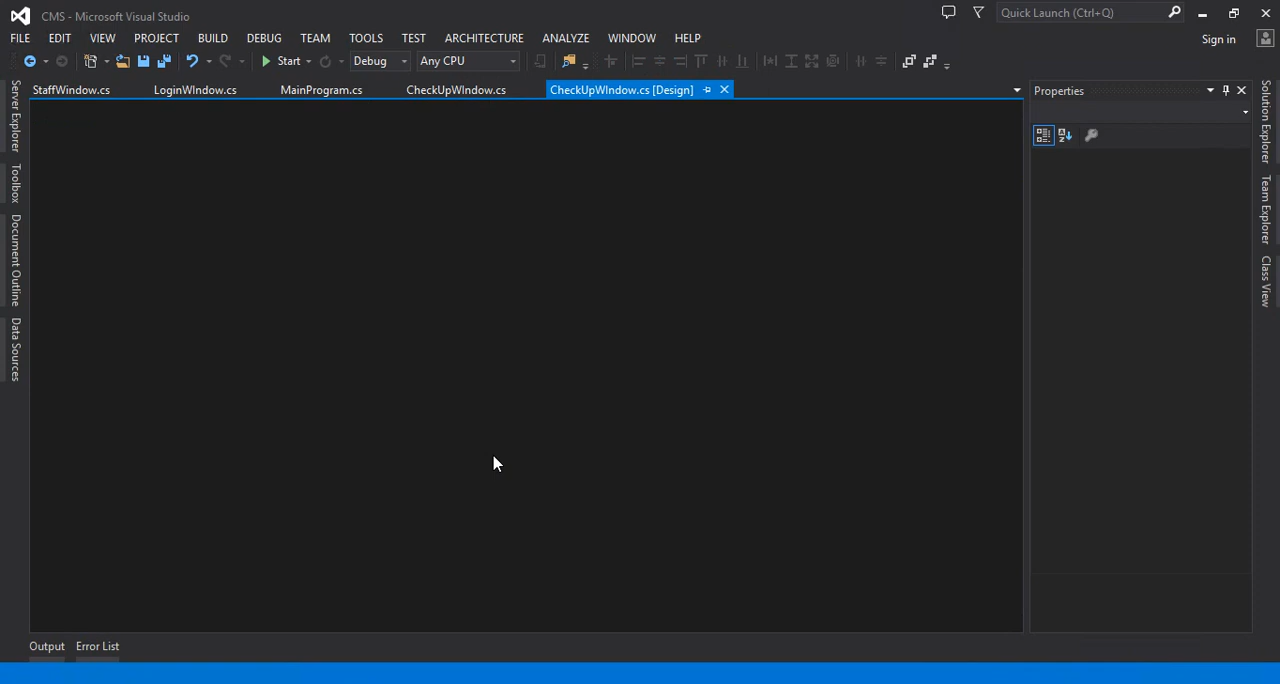 CMS - Microsoft Visual Studio
Quick Launch (Ctrl+Q)
FILE EDIT VIEW PROJECT BUILD DEBUG TEAM TOOLS TEST ARCHITECTURE ANALYZE WINDOW HELP
Sign in
Start Debug Any CPU
StaffWindow.cs LoginWIndow.cs MainProgram.cs CheckUpWIndow.cs CheckUpWIndow.cs [Design]
Properties
Server Explorer
Toolbox
Document Outline
Data Sources
Solution Explorer
Team Explorer
Class View
Output Error List